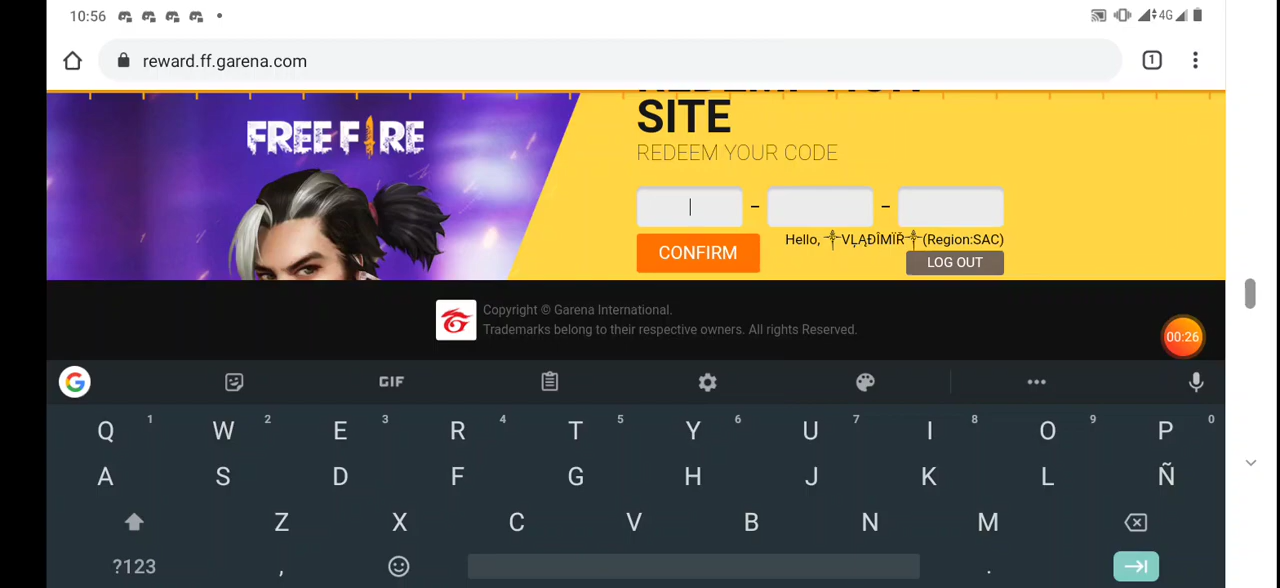 10:56
4G
reward.ff.garena.com
1
FREE FIRE
SITE
REDEEM YOUR CODE
- -
CONFIRM
Hello, ༒VĻĄĐÎMÏŘ༒(Region:SAC)
LOG OUT
Copyright © Garena International.
Trademarks belong to their respective owners. All rights Reserved.
00:26
G GIF
1 2 3 4 5 6 7 8 9 0
Q W E R T Y U I O P
A S D F G H J K L Ñ
Z X C V B N M
?123 , .